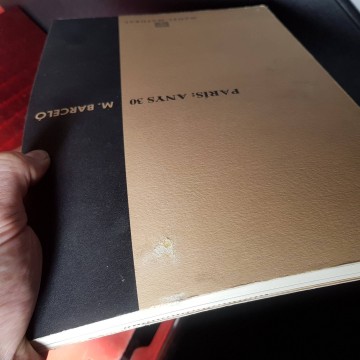 M. BARCELÓ
PARÍS: ANYS 30